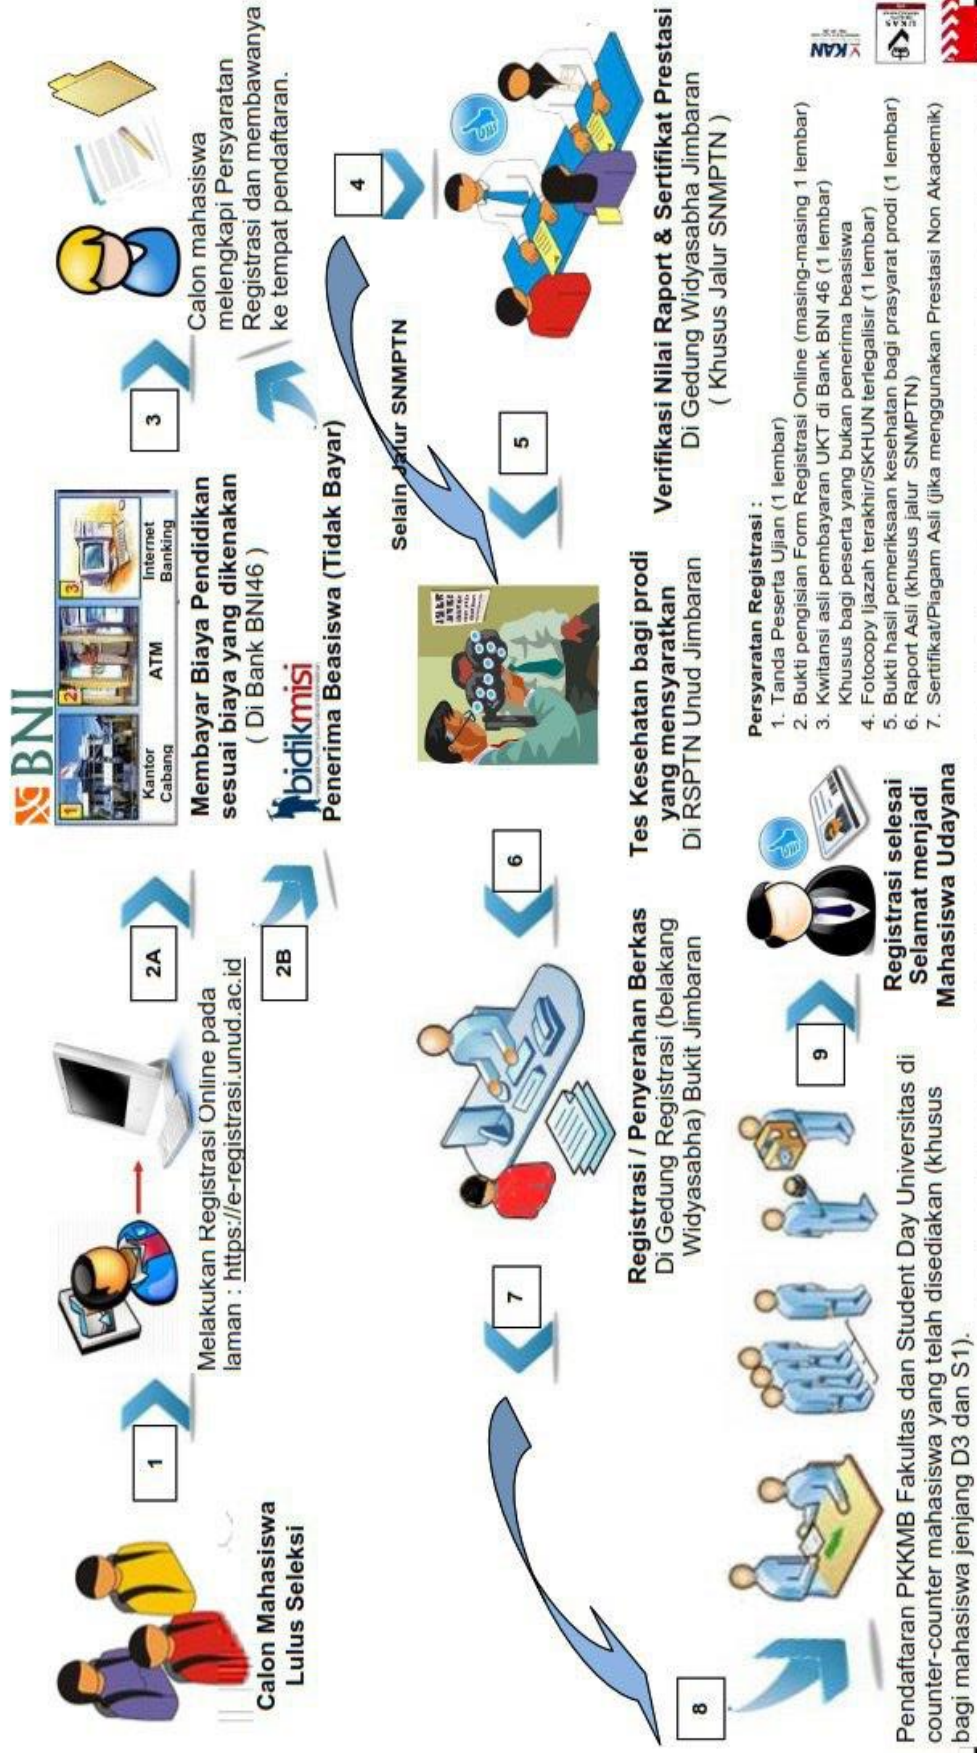 Calon Mahasiswa
Lulus Seleksi
1
Melakukan Registrasi Online pada
laman : https://e-registrasi.unud.ac.id
2A
2B
BNI
1
2
3
Kantor
Cabang
ATM
Internet
Banking
Membayar Biaya Pendidikan
sesuai biaya yang dikenakan
( Di Bank BNI46 )
bidikmisi
Penerima Beasiswa (Tidak Bayar)
3
Calon mahasiswa
melengkapi Persyaratan
Registrasi dan membawanya
ke tempat pendaftaran.
4
Selain Jalur SNMPTN
Verifikasi Nilai Raport & Sertifikat Prestasi
Di Gedung Widyasabha Jimbaran
( Khusus Jalur SNMPTN )
5
Tes Kesehatan bagi prodi
yang mensyaratkan
Di RSPTN Unud Jimbaran
6
Registrasi / Penyerahan Berkas
Di Gedung Registrasi (belakang
Widyasabha) Bukit Jimbaran
7
8
Pendaftaran PKKMB Fakultas dan Student Day Universitas di
counter-counter mahasiswa yang telah disediakan (khusus
bagi mahasiswa jenjang D3 dan S1).
9
Registrasi selesai
Selamat menjadi
Mahasiswa Udayana
Persyaratan Registrasi :
1. Tanda Peserta Ujian (1 lembar)
2. Bukti pengisian Form Registrasi Online (masing-masing 1 lembar)
3. Kwitansi asli pembayaran UKT di Bank BNI 46 (1 lembar)
Khusus bagi peserta yang bukan penerima beasiswa
4. Fotocopy Ijazah terakhir/SKHUN terlegalisir (1 lembar)
5. Bukti hasil pemeriksaan kesehatan bagi prasyarat prodi (1 lembar)
6. Raport Asli (khusus jalur SNMPTN)
7. Sertifikat/Piagam Asli (jika menggunakan Prestasi Non Akademik)
KAN
UKAS